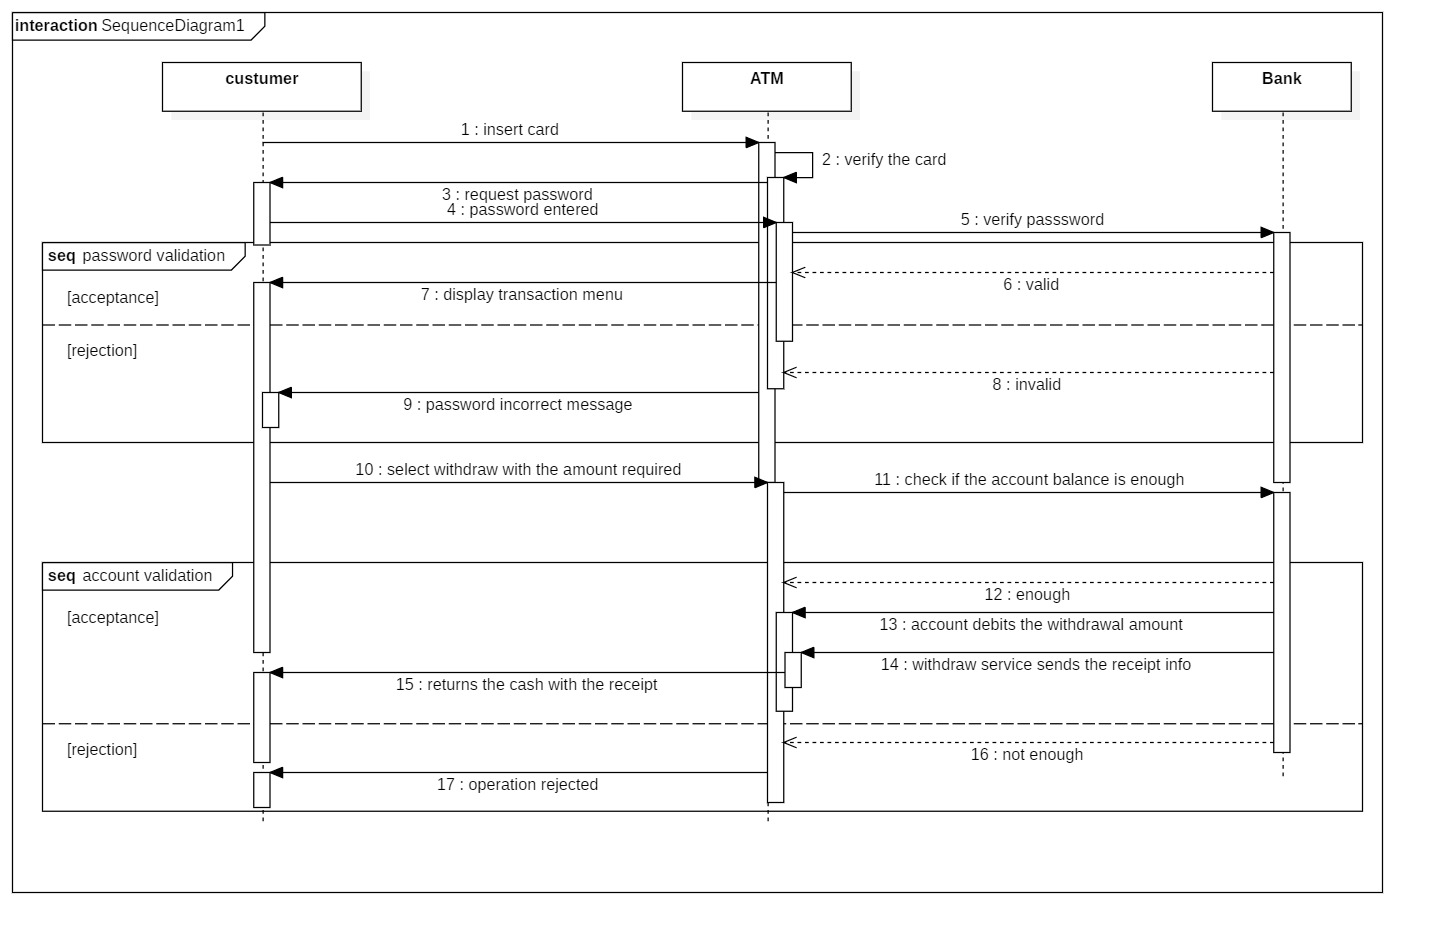 interaction SequenceDiagram1
custumer
ATM
Bank
1 : insert card
2 : verify the card
3 : request password
4 : password entered
5 : verify passsword
seq password validation
6 : valid
[acceptance]
7 : display transaction menu
[rejection]
8 : invalid
9 : password incorrect message
10 : select withdraw with the amount required
11 : check if the account balance is enough
seq account validation
12 : enough
[acceptance]
13 : account debits the withdrawal amount
14 : withdraw service sends the receipt info
15 : returns the cash with the receipt
[rejection]
16 : not enough
17 : operation rejected